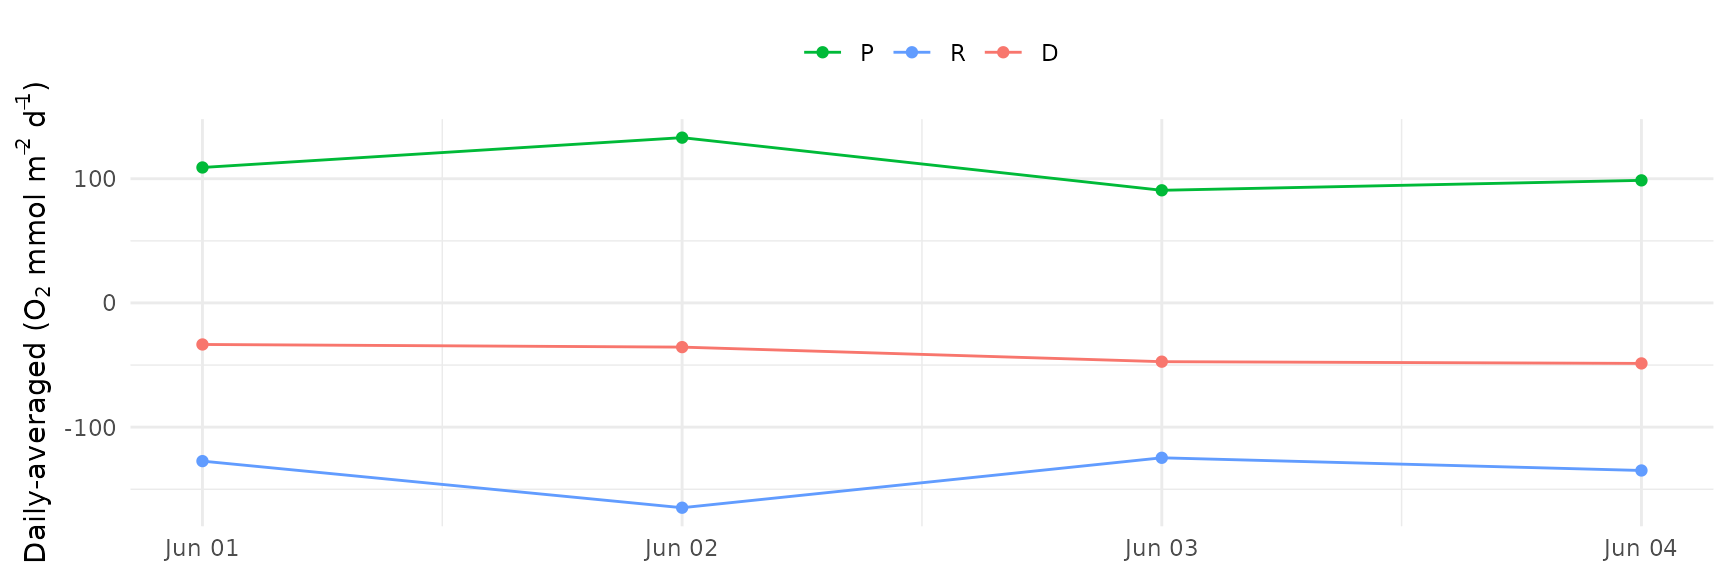 P R D
Daily-averaged (O₂ mmol m⁻² d⁻¹)
100
0
-100
Jun 01 Jun 02 Jun 03 Jun 04